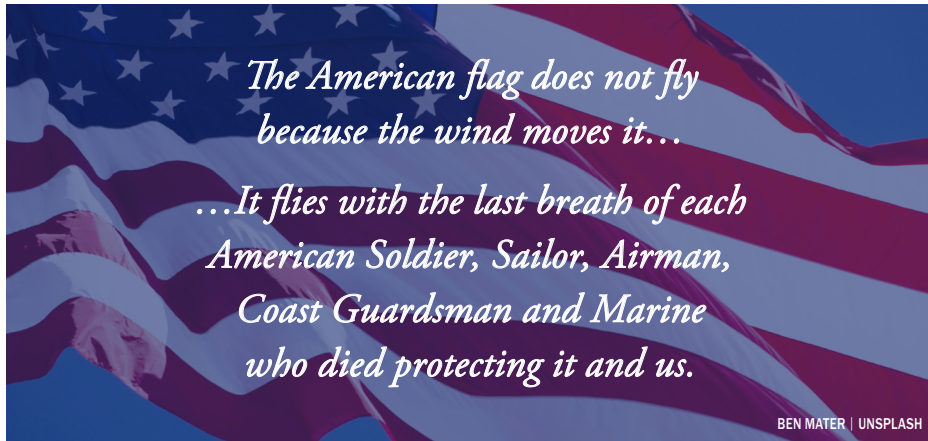 The American flag does not fly
because the wind moves it…
…It flies with the last breath of each
American Soldier, Sailor, Airman,
Coast Guardsman and Marine
who died protecting it and us.
BEN MATER | UNSPLASH